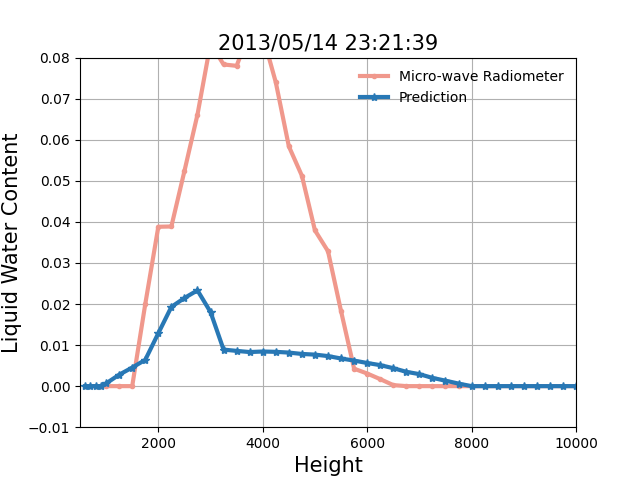 2013/05/14 23:21:39
Micro-wave Radiometer
Prediction
Liquid Water Content
0.08
0.07
0.06
0.05
0.04
0.03
0.02
0.01
0.00
−0.01
2000 4000 6000 8000 10000
Height